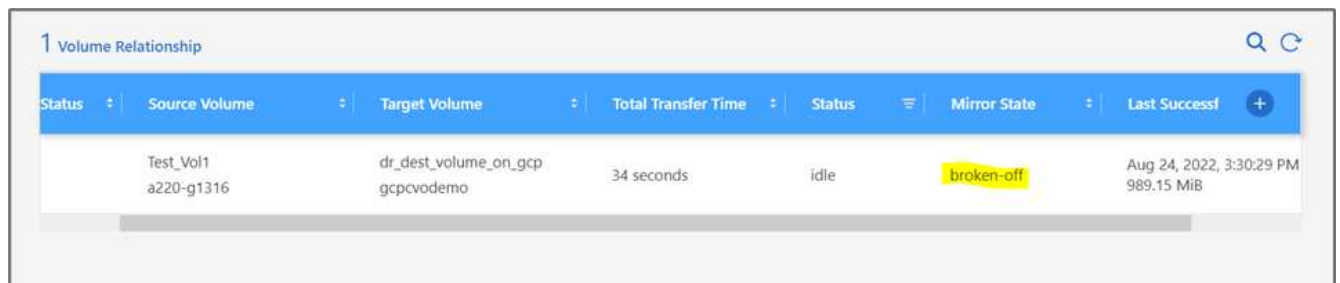 1 Volume Relationship
Status Source Volume Target Volume Total Transfer Time Status Mirror State Last Successf
Test_Vol1 dr_dest_volume_on_gcp 34 seconds idle broken-off Aug 24, 2022, 3:30:29 PM
a220-g1316 gcpcvodemo 989.15 MiB